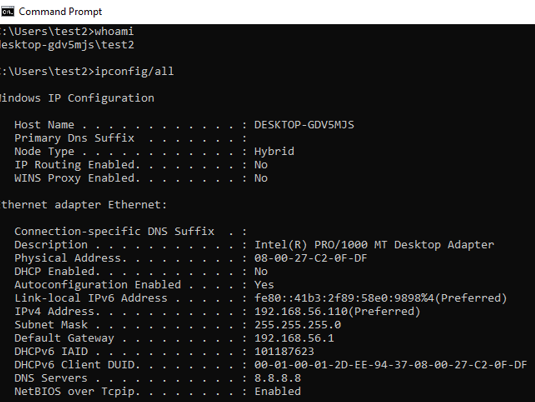 Command Prompt
C:\Users\test2>whoami
desktop-gdv5mjs\test2
C:\Users\test2>ipconfig/all
Windows IP Configuration
Host Name . . . . . . . . . . . . : DESKTOP-GDV5MJS
Primary Dns Suffix  . . . . . . . :
Node Type . . . . . . . . . . . . : Hybrid
IP Routing Enabled. . . . . . . . : No
WINS Proxy Enabled. . . . . . . . : No
Ethernet adapter Ethernet:
Connection-specific DNS Suffix  . :
Description . . . . . . . . . . . : Intel(R) PRO/1000 MT Desktop Adapter
Physical Address. . . . . . . . . : 08-00-27-C2-0F-DF
DHCP Enabled. . . . . . . . . . . : No
Autoconfiguration Enabled . . . . : Yes
Link-local IPv6 Address . . . . . : fe80::41b3:2f89:58e0:9898%4(Preferred)
IPv4 Address. . . . . . . . . . . : 192.168.56.110(Preferred)
Subnet Mask . . . . . . . . . . . : 255.255.255.0
Default Gateway . . . . . . . . . : 192.168.56.1
DHCPv6 IAID . . . . . . . . . . . : 101187623
DHCPv6 Client DUID. . . . . . . . : 00-01-00-01-2D-EE-94-37-08-00-27-C2-0F-DF
DNS Servers . . . . . . . . . . . : 8.8.8.8
NetBIOS over Tcpip. . . . . . . . : Enabled